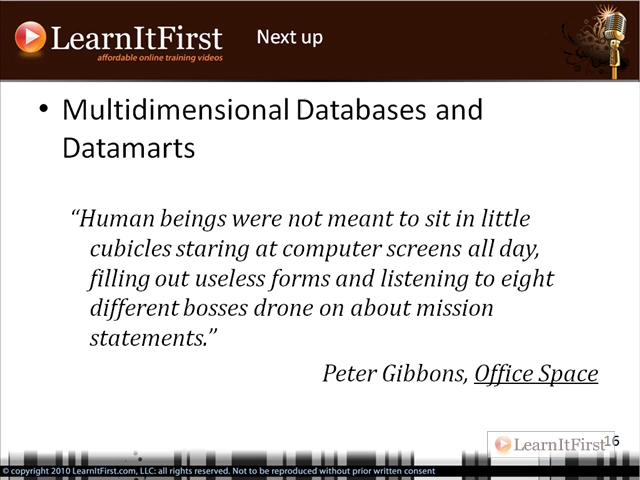 LearnItFirst
affordable online training videos
Next up
• Multidimensional Databases and
Datamarts
“Human beings were not meant to sit in little
cubicles staring at computer screens all day,
filling out useless forms and listening to eight
different bosses drone on about mission
statements.”
Peter Gibbons, Office Space
LearnItFirst
16
© copyright 2010 LearnItFirst.com, LLC: all rights reserved. Not to be reproduced without prior written consent